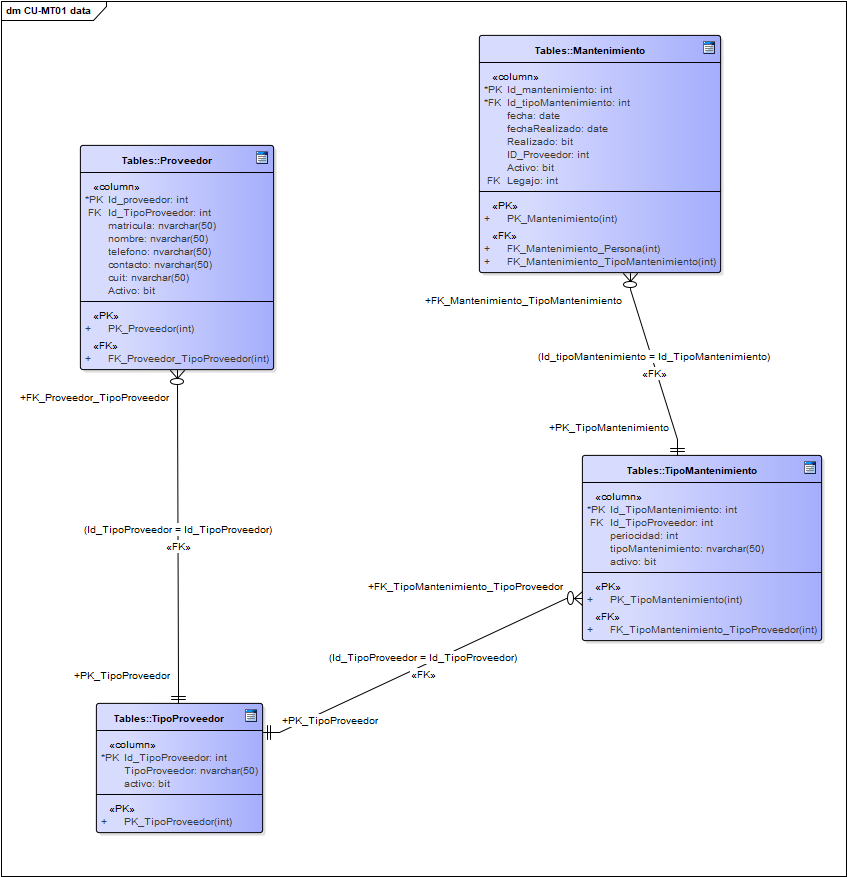 dm CU-MT01 data
Tables::Mantenimiento
«column»
*PK Id_mantenimiento: int
*FK Id_tipoMantenimiento: int
fecha: date
fechaRealizado: date
Realizado: bit
ID_Proveedor: int
Activo: bit
FK Legajo: int
«PK»
+ PK_Mantenimiento(int)
«FK»
+ FK_Mantenimiento_Persona(int)
+ FK_Mantenimiento_TipoMantenimiento(int)
Tables::Proveedor
«column»
*PK Id_proveedor: int
FK Id_TipoProveedor: int
matricula: nvarchar(50)
nombre: nvarchar(50)
telefono: nvarchar(50)
contacto: nvarchar(50)
cuit: nvarchar(50)
Activo: bit
«PK»
+ PK_Proveedor(int)
«FK»
+ FK_Proveedor_TipoProveedor(int)
+FK_Mantenimiento_TipoMantenimiento
(Id_tipoMantenimiento = Id_TipoMantenimiento)
«FK»
+PK_TipoMantenimiento
+FK_Proveedor_TipoProveedor
(Id_TipoProveedor = Id_TipoProveedor)
«FK»
+PK_TipoProveedor
Tables::TipoMantenimiento
«column»
*PK Id_TipoMantenimiento: int
FK Id_TipoProveedor: int
periocidad: int
tipoMantenimiento: nvarchar(50)
activo: bit
«PK»
+ PK_TipoMantenimiento(int)
«FK»
+ FK_TipoMantenimiento_TipoProveedor(int)
+FK_TipoMantenimiento_TipoProveedor
(Id_TipoProveedor = Id_TipoProveedor)
«FK»
+PK_TipoProveedor
Tables::TipoProveedor
«column»
*PK Id_TipoProveedor: int
TipoProveedor: nvarchar(50)
activo: bit
«PK»
+ PK_TipoProveedor(int)